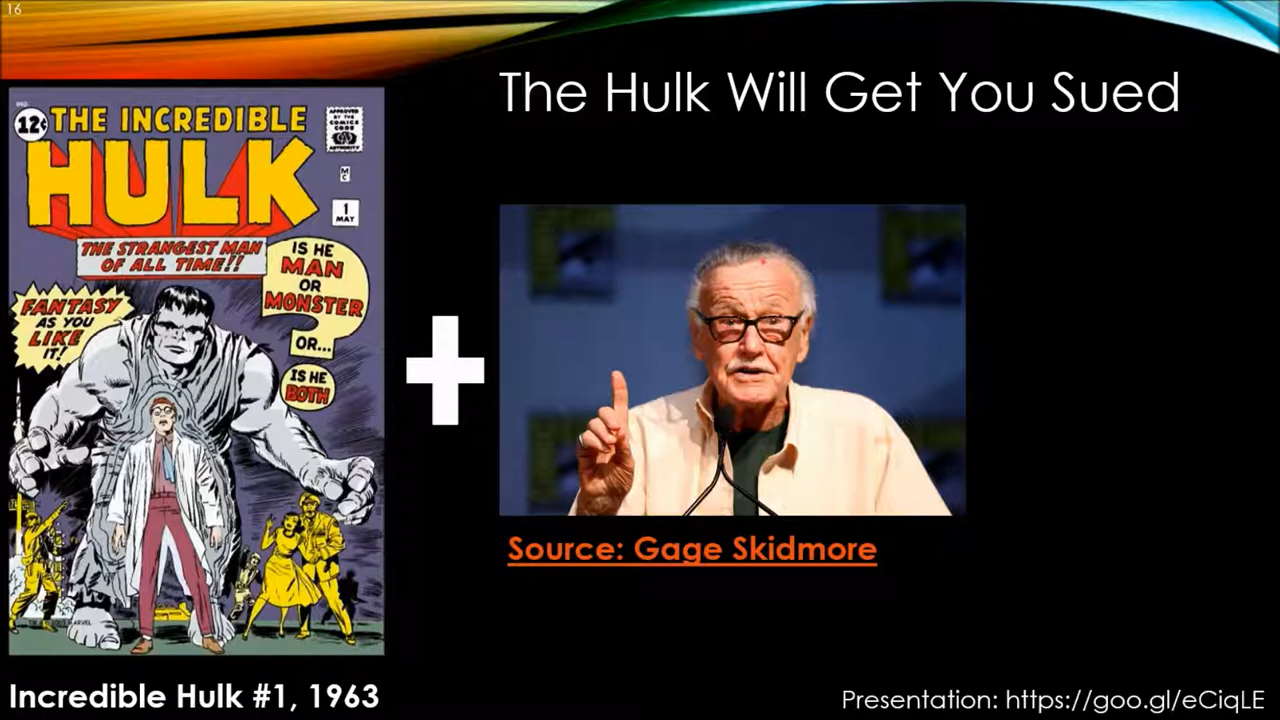 16
The Hulk Will Get You Sued
IND.
12¢
THE INCREDIBLE
HULK
APPROVED
BY THE
COMICS
CODE
AUTHORITY
M
C
1
MAY
THE STRANGEST MAN
OF ALL TIME!!
IS HE
MAN
OR
MONSTER
OR...
IS HE
BOTH
FANTASY
AS YOU
LIKE
IT!
Source: Gage Skidmore
Incredible Hulk #1, 1963
Presentation: https://goo.gl/eCiqLE